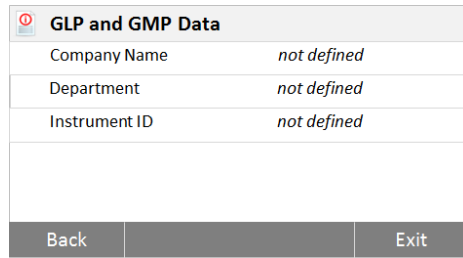 GLP and GMP Data
Company Name not defined
Department not defined
Instrument ID not defined
Back Exit